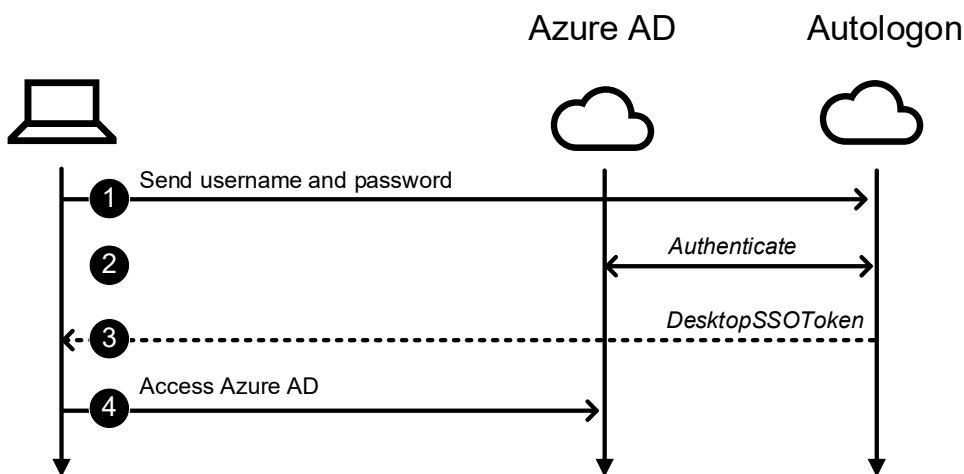 Azure AD
Autologon
1
Send username and password
2
Authenticate
3
DesktopSSOToken
4
Access Azure AD